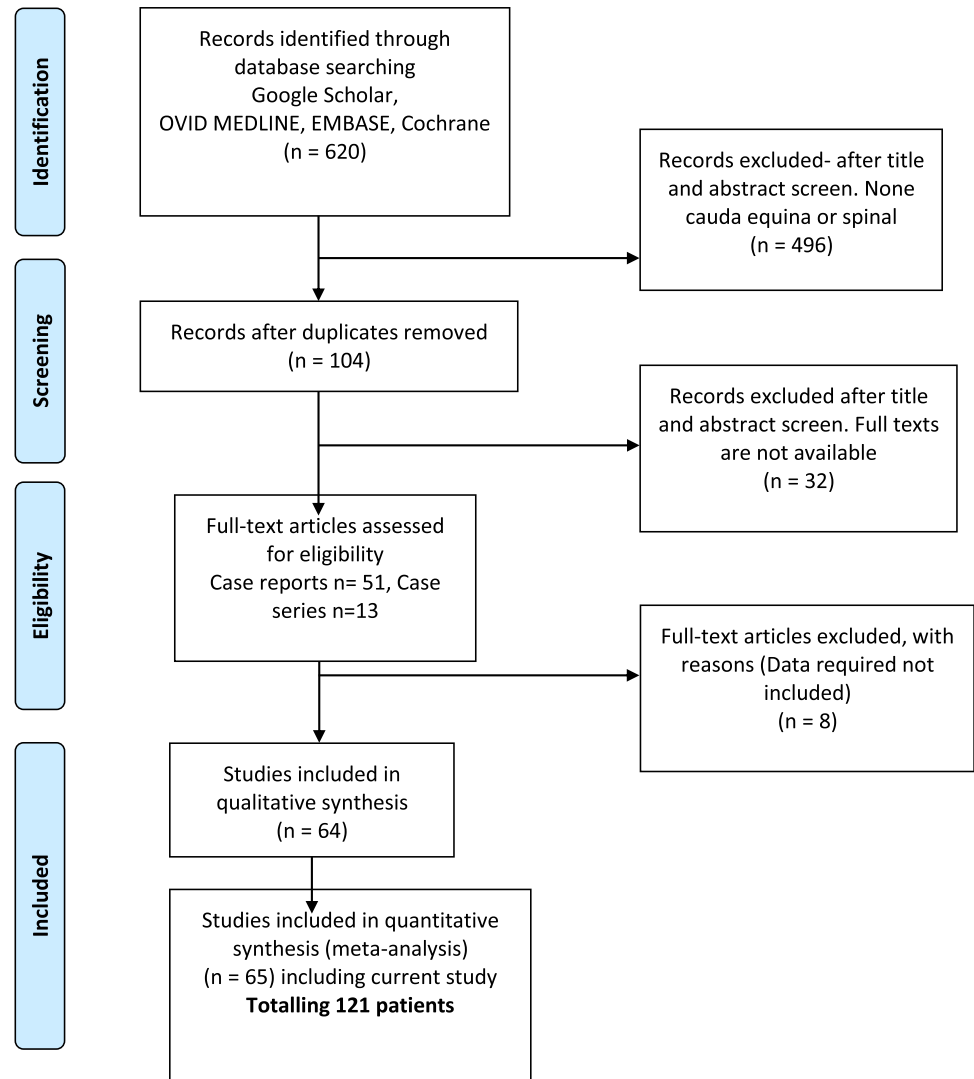 Identification
Records identified through
database searching
Google Scholar,
OVID MEDLINE, EMBASE, Cochrane
(n = 620)
Records excluded- after title
and abstract screen. None
cauda equina or spinal
(n = 496)
Screening
Records after duplicates removed
(n = 104)
Records excluded after title
and abstract screen. Full texts
are not available
(n = 32)
Eligibility
Full-text articles assessed
for eligibility
Case reports n= 51, Case
series n=13
Full-text articles excluded, with
reasons (Data required not
included)
(n = 8)
Included
Studies included in
qualitative synthesis
(n = 64)
Studies included in quantitative
synthesis (meta-analysis)
(n = 65) including current study
Totalling 121 patients